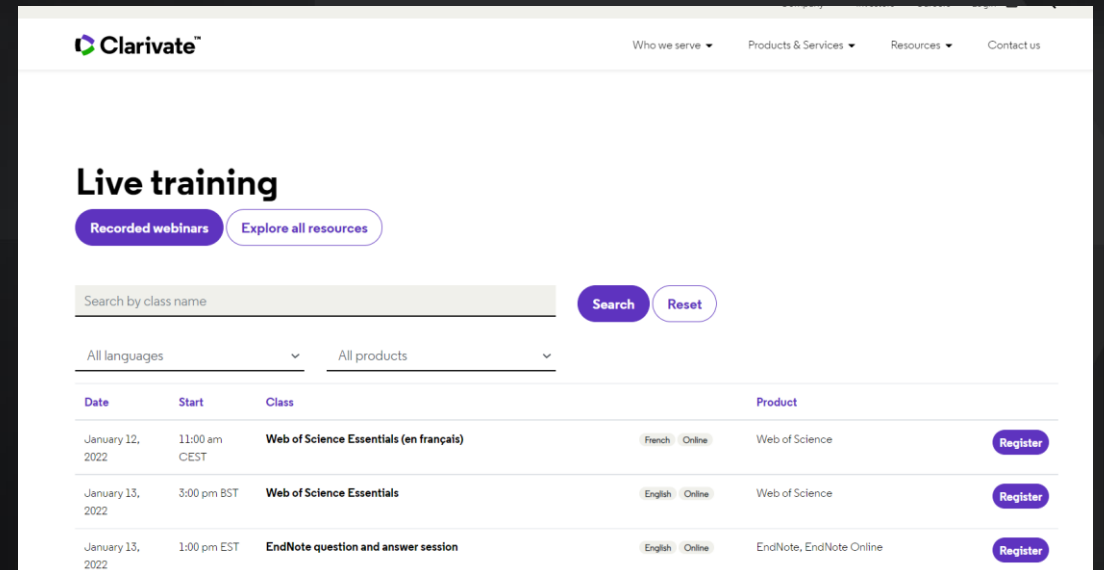 Clarivate™
Who we serve Products & Services Resources Contact us
Live training
Recorded webinars Explore all resources
Search by class name Search Reset
All languages All products
Date Start Class Product
January 12, 2022 11:00 am CEST Web of Science Essentials (en français) French Online Web of Science Register
January 13, 2022 3:00 pm BST Web of Science Essentials English Online Web of Science Register
January 13, 2022 1:00 pm EST EndNote question and answer session English Online EndNote, EndNote Online Register